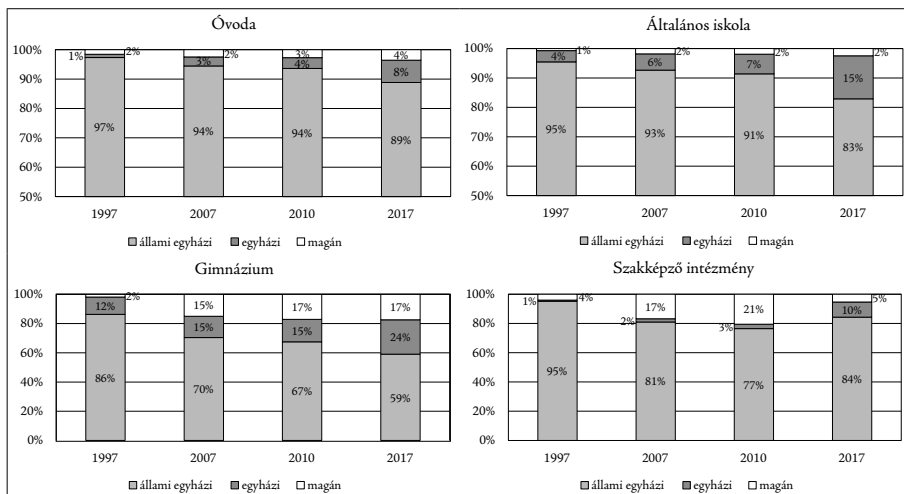 Óvoda
100%
90%
80%
70%
60%
50%
1% 2% 97%
2% 3% 94%
3% 4% 94%
4% 8% 89%
1997 2007 2010 2017
állami egyházi egyházi magán
Általános iskola
100%
90%
80%
70%
60%
50%
1% 4% 95%
2% 6% 93%
2% 7% 91%
2% 15% 83%
1997 2007 2010 2017
állami egyházi egyházi magán
Gimnázium
100%
80%
60%
40%
20%
0%
2% 12% 86%
15% 15% 70%
17% 15% 67%
17% 24% 59%
1997 2007 2010 2017
állami egyházi egyházi magán
Szakképző intézmény
100%
80%
60%
40%
20%
0%
1% 4% 95%
17% 2% 81%
21% 3% 77%
5% 10% 84%
1997 2007 2010 2017
állami egyházi egyházi magán